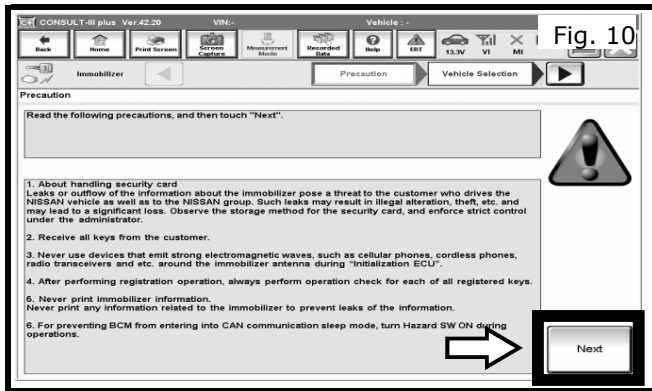 CONSULT-III plus Ver.42.20 VIN:- Vehicle : -
Fig. 10
Back Home Print Screen Screen Capture Measurement Mode Recorded Data Help ERT 13.3V VI MI
Immobilizer Precaution Vehicle Selection
Precaution
Read the following precautions, and then touch "Next".
1. About handling security card
Leaks or outflow of the information about the immobilizer pose a threat to the customer who drives the
NISSAN vehicle as well as to the NISSAN group. Such leaks may result in illegal alteration, theft, etc. and
may lead to a significant loss. Observe the storage method for the security card, and enforce strict control
under the administrator.
2. Receive all keys from the customer.
3. Never use devices that emit strong electromagnetic waves, such as cellular phones, cordless phones,
radio transceivers and etc. around the immobilizer antenna during "Initialization ECU".
4. After performing registration operation, always perform operation check for each of all registered keys.
5. Never print immobilizer information.
Never print any information related to the immobilizer to prevent leaks of the information.
6. For preventing BCM from entering into CAN communication sleep mode, turn Hazard SW ON during
operations.
Next